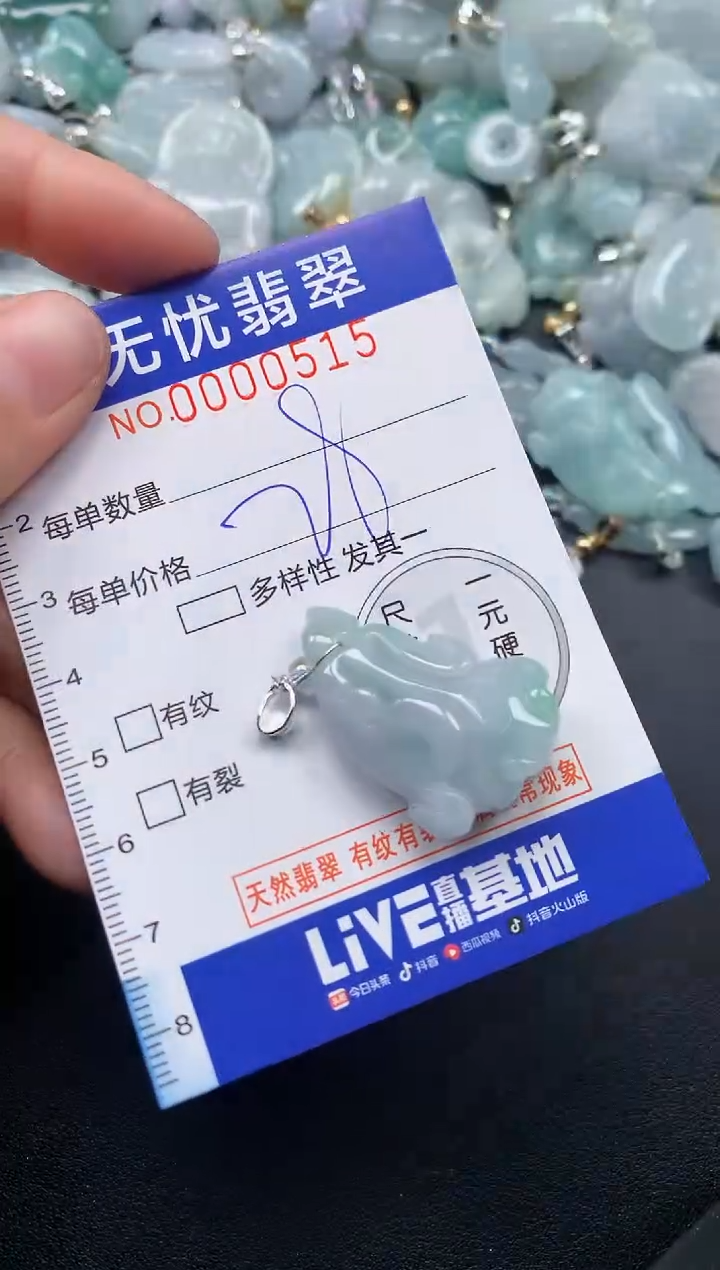 无忧翡翠
NO.0000515
每单数量
每单价格
多样性 发其一
尺
一元硬
有纹
有裂
天然翡翠 有纹有
常现象
LiVE直播基地
今日头条 抖音 西瓜视频 抖音火山版
2
3
4
5
6
7
8